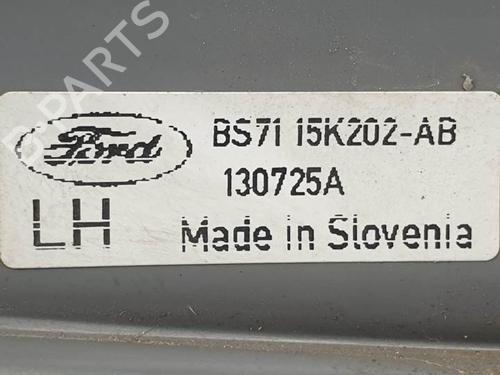 B-PARTS
Ford
BS71 15K202-AB
130725A
LH
Made in Slovenia